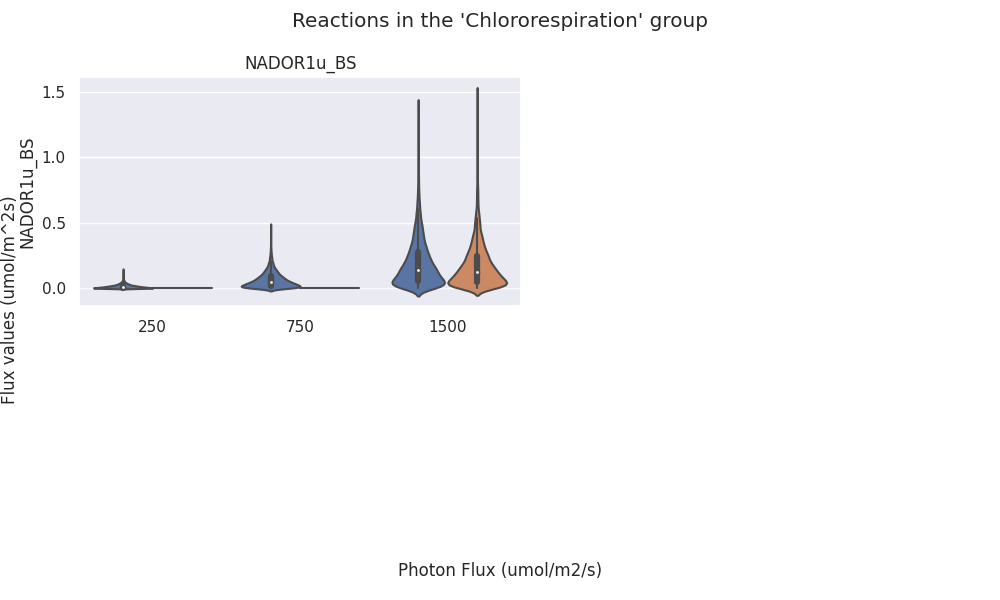 Reactions in the 'Chlororespiration' group
NADOR1u_BS
1.5
1.0
0.5
0.0
NADOR1u_BS
Flux values (umol/m^2s)
250
750
1500
Photon Flux (umol/m2/s)